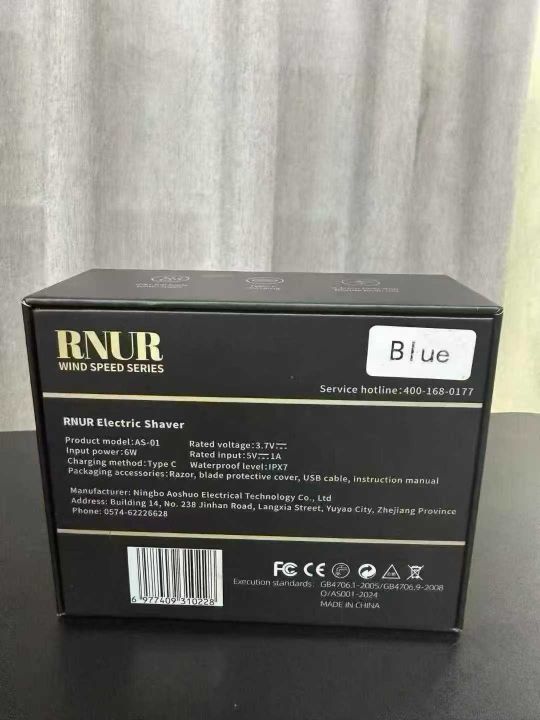 RNUR
WIND SPEED SERIES
Blue
Service hotline:400-168-0177
RNUR Electric Shaver
Product model:AS-01 Rated voltage:3.7V⎓
Input power:6W Rated input:5V⎓1A
Charging method:Type C Waterproof level:IPX7
Packaging accessories:Razor, blade protective cover, USB cable, instruction manual
Manufacturer: Ningbo Aoshuo Electrical Technology Co., Ltd
Address: Building 14, No. 238 Jinhan Road, Langxia Street, Yuyao City, Zhejiang Province
Phone: 0574-62226628
FC CE
Execution standards: GB4706.1-2005/GB4706.9-2008
Q/AS001-2024
MADE IN CHINA
6 977409 310228